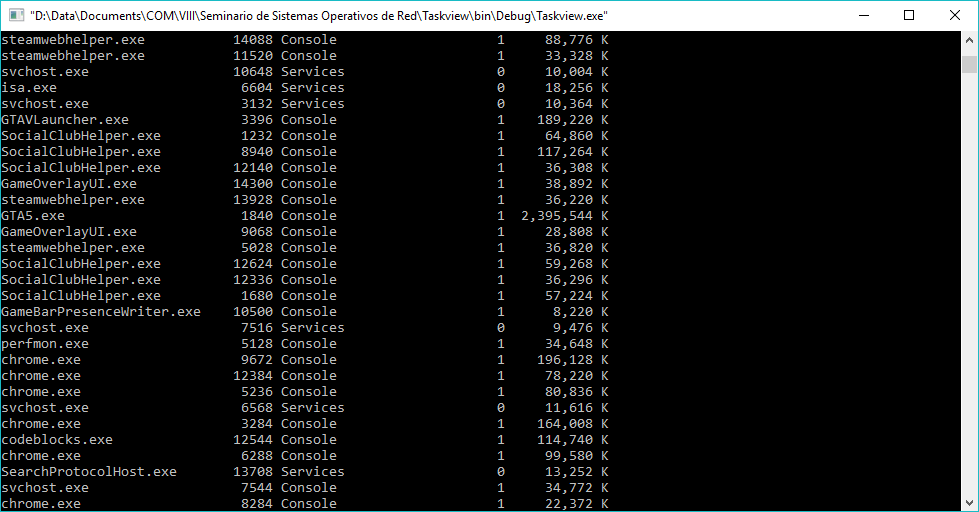 "D:\Data\Documents\COM\VIII\Seminario de Sistemas Operativos de Red\Taskview\bin\Debug\Taskview.exe"
steamwebhelper.exe 14088 Console 1 88,776 K
steamwebhelper.exe 11520 Console 1 33,328 K
svchost.exe 10648 Services 0 10,004 K
isa.exe 6604 Services 0 18,256 K
svchost.exe 3132 Services 0 10,364 K
GTAVLauncher.exe 3396 Console 1 189,220 K
SocialClubHelper.exe 1232 Console 1 64,860 K
SocialClubHelper.exe 8940 Console 1 117,264 K
SocialClubHelper.exe 12140 Console 1 36,308 K
GameOverlayUI.exe 14300 Console 1 38,892 K
steamwebhelper.exe 13928 Console 1 36,220 K
GTA5.exe 1840 Console 1 2,395,544 K
GameOverlayUI.exe 9068 Console 1 28,808 K
steamwebhelper.exe 5028 Console 1 36,820 K
SocialClubHelper.exe 12624 Console 1 59,268 K
SocialClubHelper.exe 12336 Console 1 36,296 K
SocialClubHelper.exe 1680 Console 1 57,224 K
GameBarPresenceWriter.exe 10500 Console 1 8,220 K
svchost.exe 7516 Services 0 9,476 K
perfmon.exe 5128 Console 1 34,648 K
chrome.exe 9672 Console 1 196,128 K
chrome.exe 12384 Console 1 78,220 K
chrome.exe 5236 Console 1 80,836 K
svchost.exe 6568 Services 0 11,616 K
chrome.exe 3284 Console 1 164,008 K
codeblocks.exe 12544 Console 1 114,740 K
chrome.exe 6288 Console 1 99,580 K
SearchProtocolHost.exe 13708 Services 0 13,252 K
svchost.exe 7544 Console 1 34,772 K
chrome.exe 8284 Console 1 22,372 K